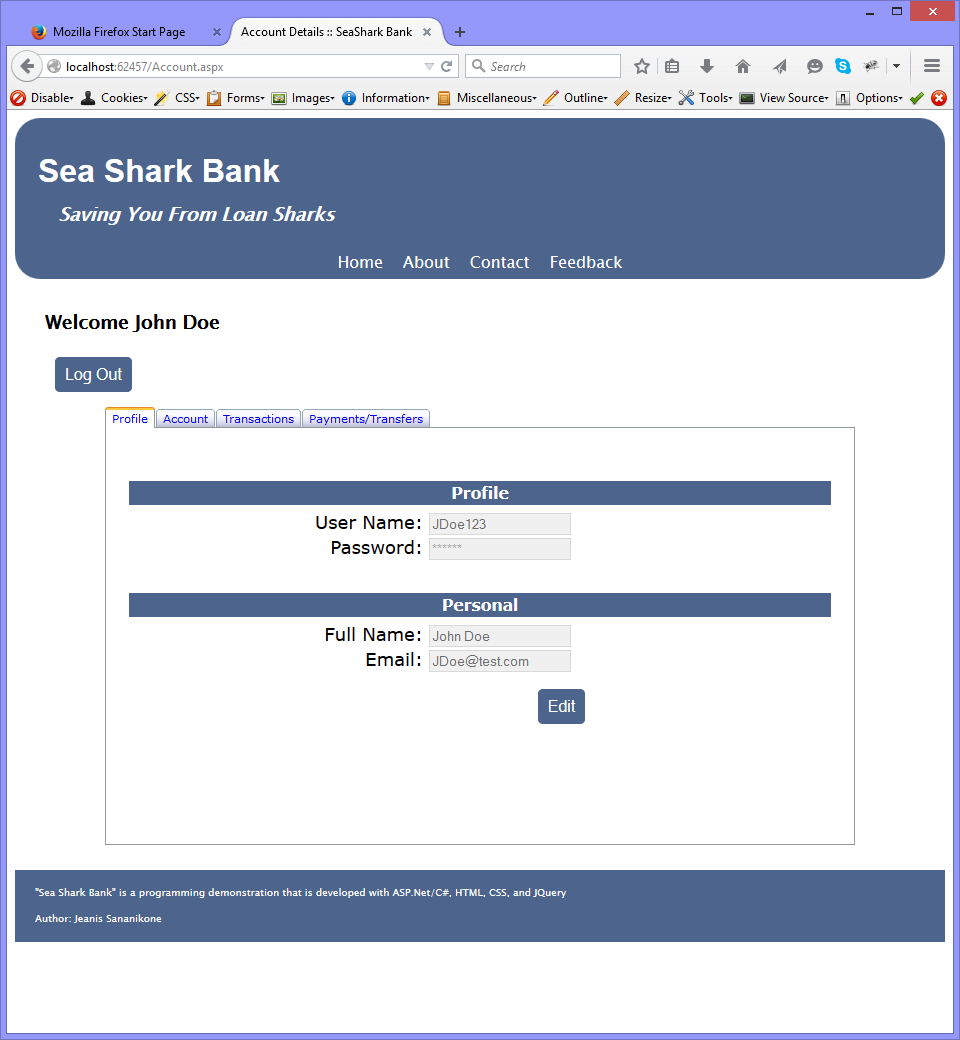 Mozilla Firefox Start Page
Account Details :: SeaShark Bank
localhost:62457/Account.aspx
Search
Disable Cookies CSS Forms Images Information Miscellaneous Outline Resize Tools View Source Options
Sea Shark Bank
Saving You From Loan Sharks
Home About Contact Feedback
Welcome John Doe
Log Out
Profile Account Transactions Payments/Transfers
Profile
User Name: JDoe123
Password: ******
Personal
Full Name: John Doe
Email: JDoe@test.com
Edit
"Sea Shark Bank" is a programming demonstration that is developed with ASP.Net/C#, HTML, CSS, and JQuery
Author: Jeanis Sananikone